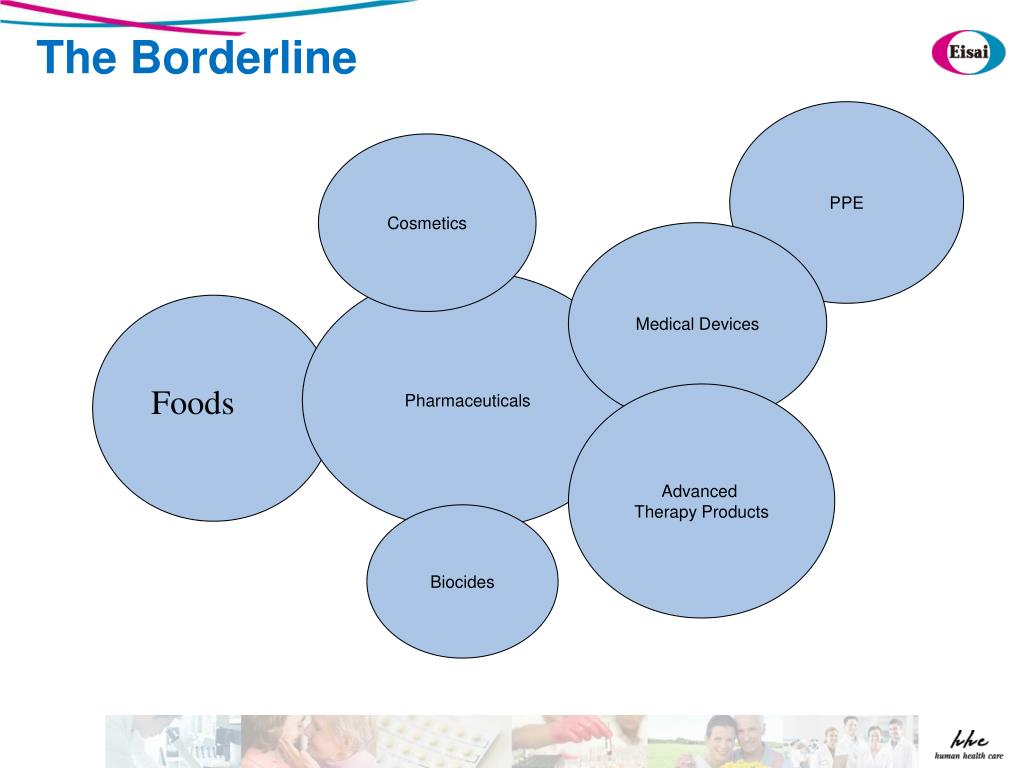 The Borderline
Eisai
PPE
Cosmetics
Medical Devices
Foods
Pharmaceuticals
Advanced
Therapy Products
Biocides
hhc
human health care